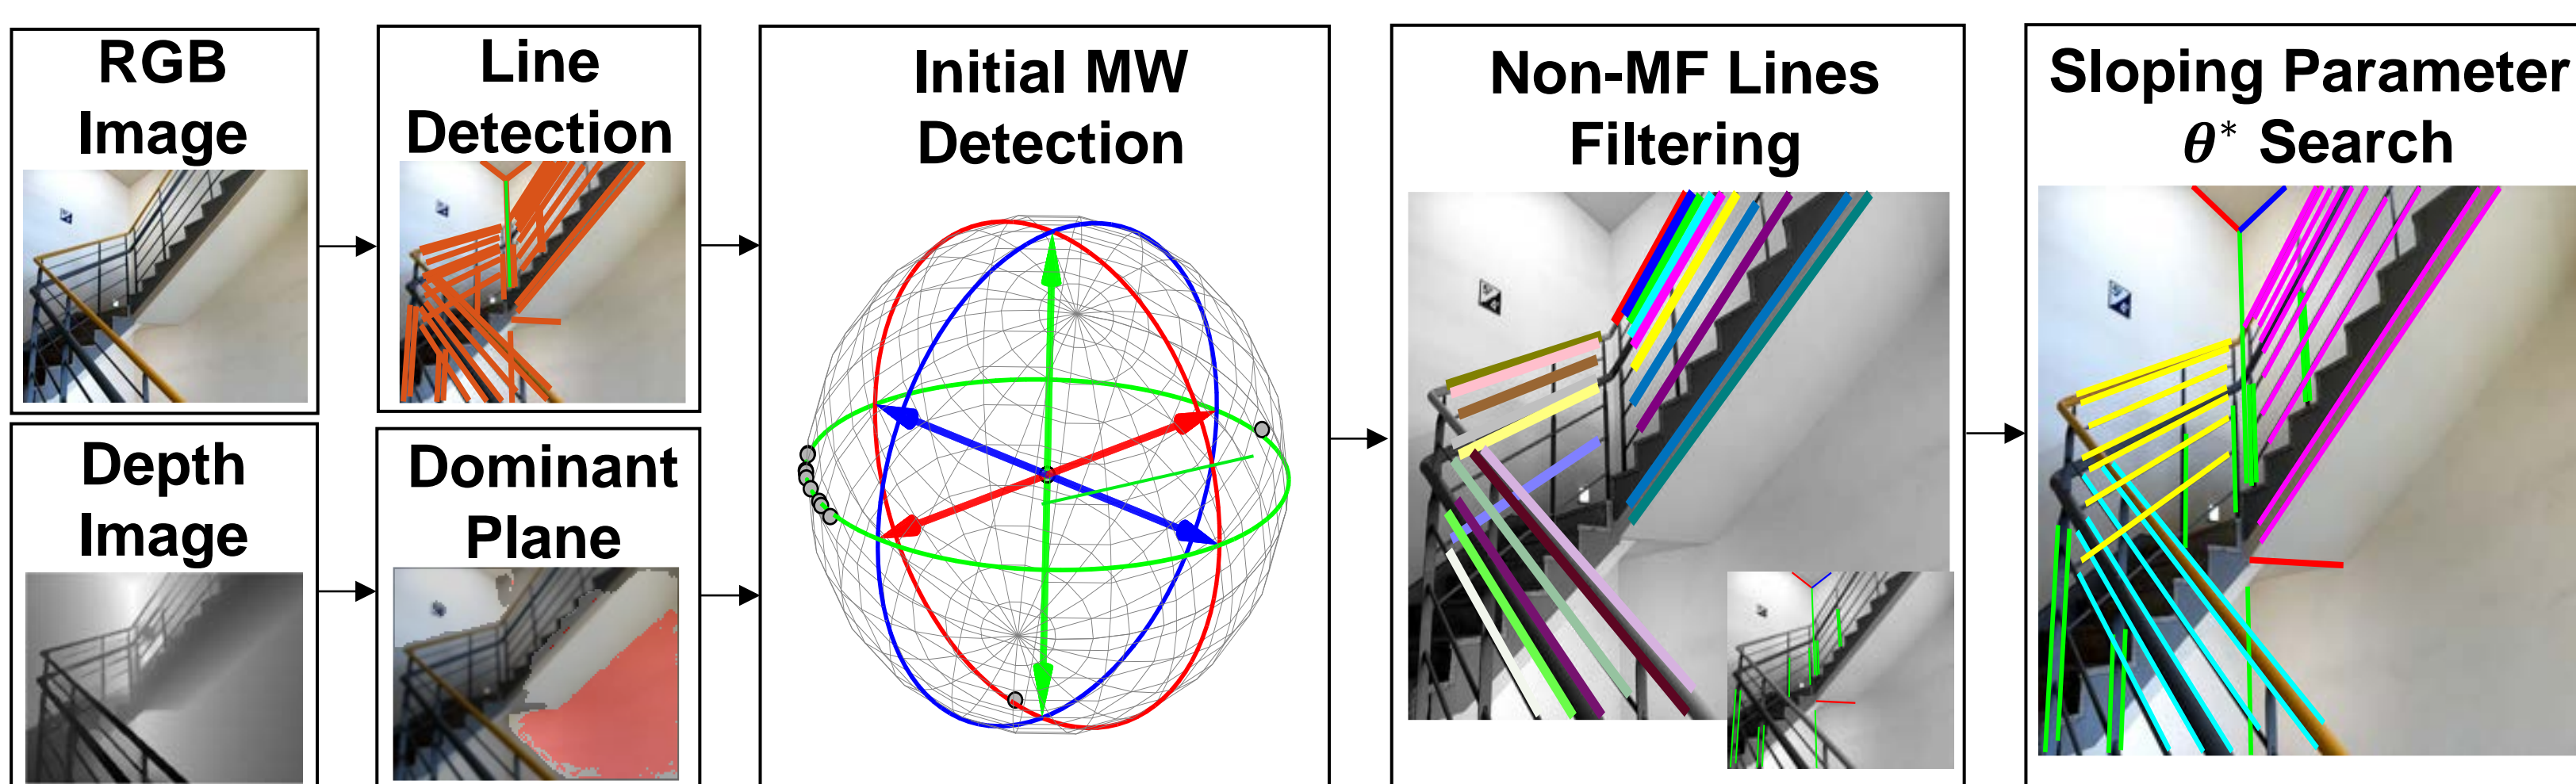 RGB
Image
Line
Detection
Initial MW
Detection
Non-MF Lines
Filtering
Sloping Parameter
θ* Search
Depth
Image
Dominant
Plane